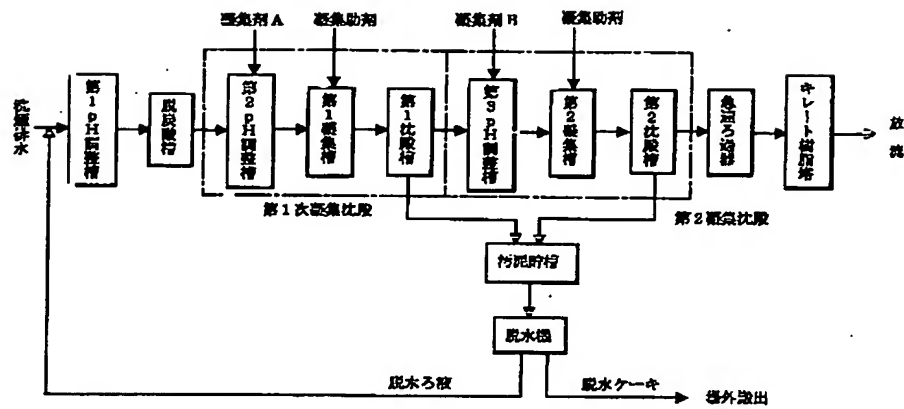 凝集剤A
凝集助剤
凝集剤B
凝集助剤
洗煙排水
第1pH調整槽
脱炭酸槽
第2pH調整槽
第1凝集槽
第1沈殿槽
第3pH調整槽
第2凝集槽
第2沈殿槽
急速ろ過器
キレート樹脂塔
放流
第1次凝集沈殿
第2凝集沈殿
汚泥貯槽
脱水機
脱水ろ液
脱水ケーキ
場外搬出